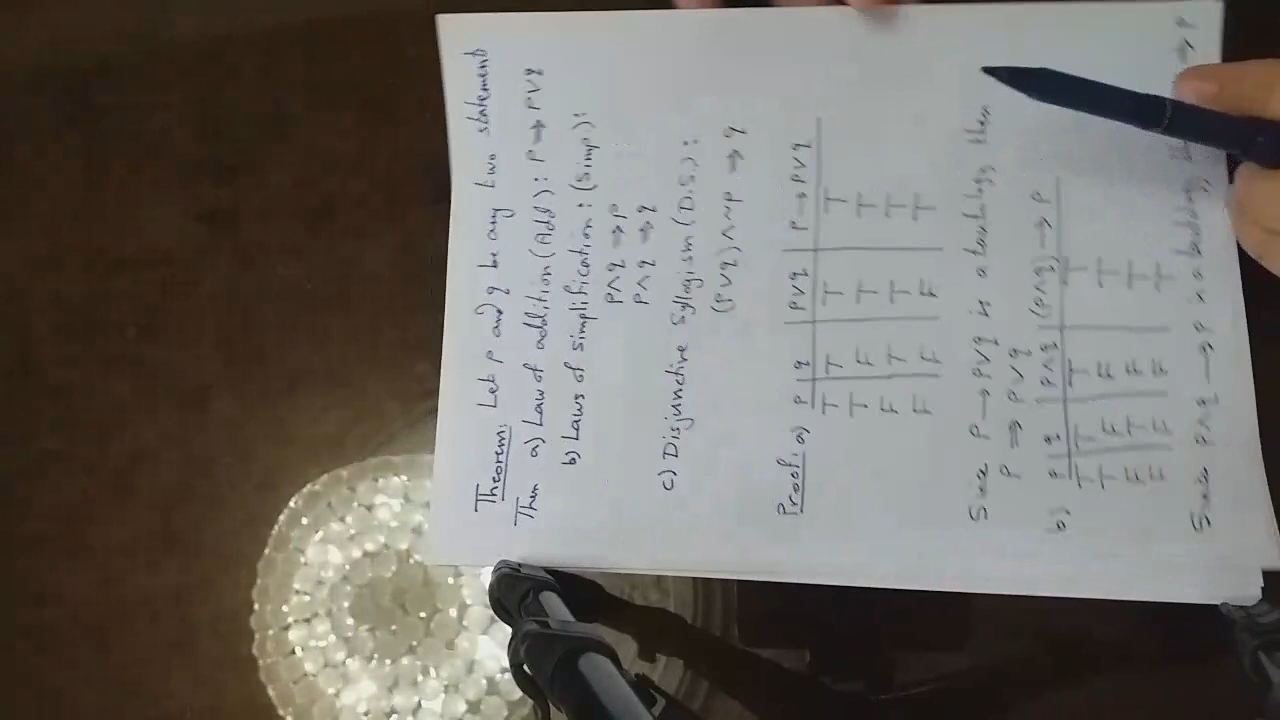 Theorem: Let P and q be any two statement
Then a) Law of addition (Add): P ⇒ P∨q
b) Laws of simplification: (Simp):
P∧q ⇒ P
P∧q ⇒ q
c) Disjunctive Syllogism (D.S.):
(P∨q)∧~P ⇒ q
Proof: a) P | q | P∨q | P→P∨q
T T T T
T F T T
F T T T
F F F T
Since P→P∨q is a tautology, then
P ⇒ P∨q
b) P | q | P∧q | (P∧q)→P
T T T T
T F F T
F T F T
F F F T
Since P∧q → P is a tautology, ⇒ P